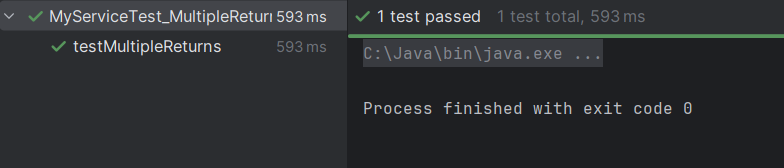 MyServiceTest_MultipleRetur 593 ms
testMultipleReturns 593 ms
1 test passed 1 test total, 593 ms
C:\Java\bin\java.exe ...
Process finished with exit code 0